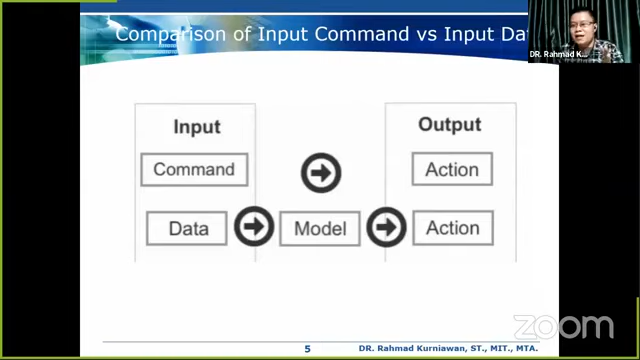 Comparison of Input Command vs Input Da
DR. Rahmad K...
Input
Output
Command
Action
Data
Model
Action
5
DR. Rahmad Kurniawan, ST., MIT., MTA.
zoom